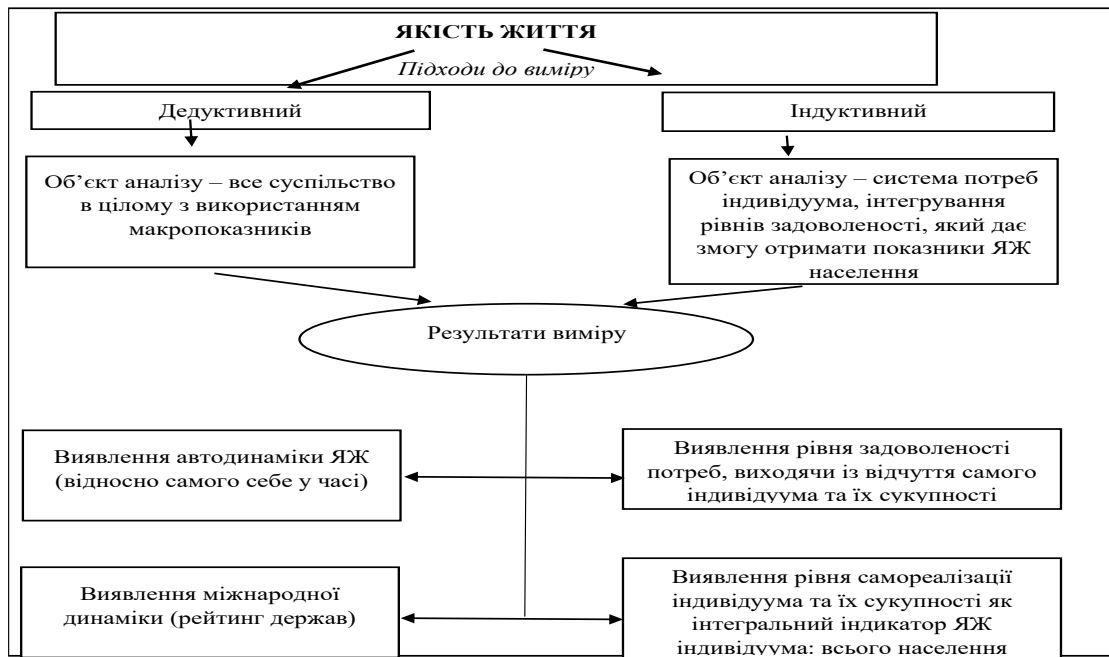 ЯКІСТЬ ЖИТТЯ
Підходи до виміру
Дедуктивний
Індуктивний
Об’єкт аналізу – все суспільство
в цілому з використанням
макропоказників
Об’єкт аналізу – система потреб
індивідуума, інтегрування
рівнів задоволеності, який дає
змогу отримати показники ЯЖ
населення
Результати виміру
Виявлення автодинаміки ЯЖ
(відносно самого себе у часі)
Виявлення рівня задоволеності
потреб, виходячи із відчуття самого
індивідуума та їх сукупності
Виявлення міжнародної
динаміки (рейтинг держав)
Виявлення рівня самореалізації
індивідуума та їх сукупності як
інтегральний індикатор ЯЖ
індивідуума: всього населення